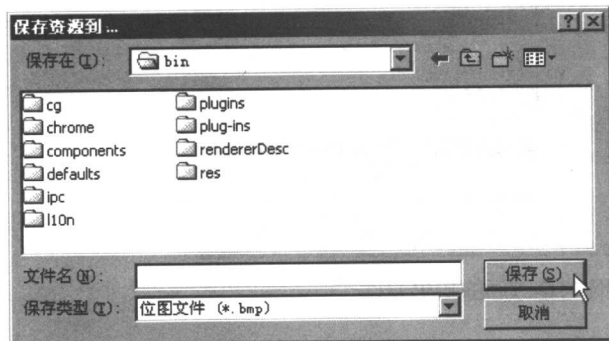 保存资源到...
保存在(I):
bin
cg
chrome
components
defaults
ipc
l10n
plugins
plug-ins
rendererDesc
res
文件名(N):
保存(S)
保存类型(T):
位图文件 (*.bmp)
取消